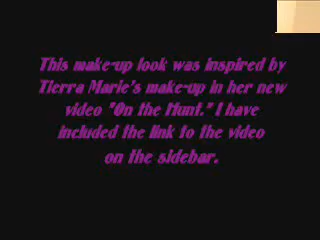 This make-up look was inspired by
Tierra Marie's make-up in her new
video "On the Hunt." I have
included the link to the video
on the sidebar.